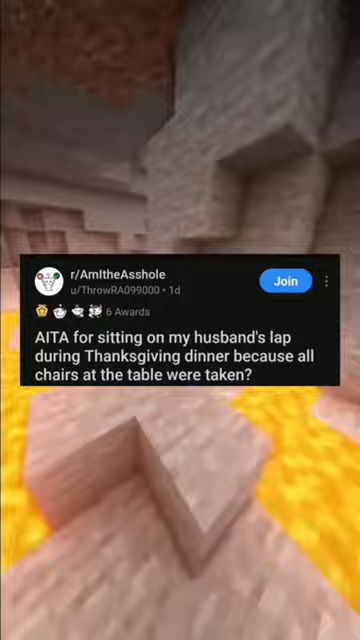 r/AmItheAsshole
u/ThrowRA099000 • 1d
Join
6 Awards
AITA for sitting on my husband's lap
during Thanksgiving dinner because all
chairs at the table were taken?